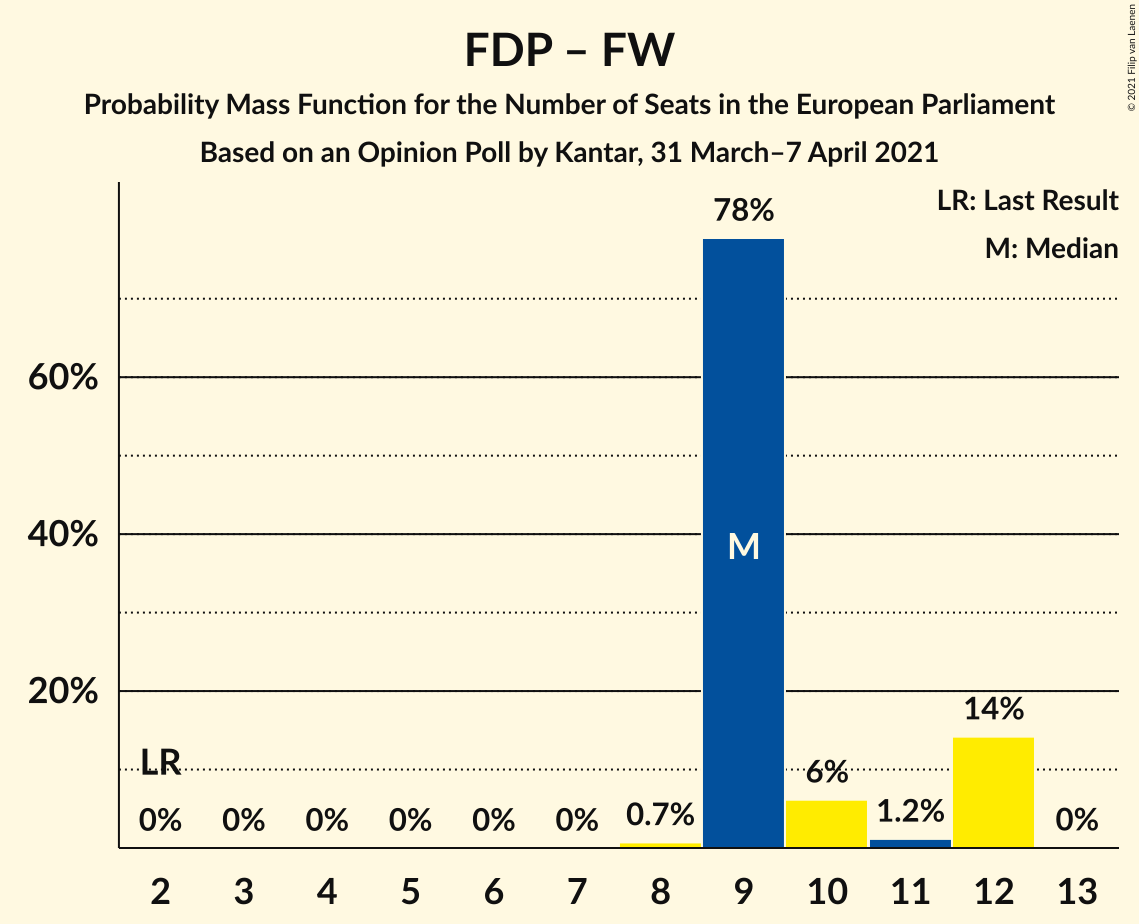 FDP – FW
Probability Mass Function for the Number of Seats in the European Parliament
Based on an Opinion Poll by Kantar, 31 March–7 April 2021
© 2021 Filip van Laenen
LR: Last Result
M: Median
78%
60%
40%
M
20%
14%
LR
6%
0% 0% 0% 0% 0% 0% 0.7% 1.2% 0%
2 3 4 5 6 7 8 9 10 11 12 13